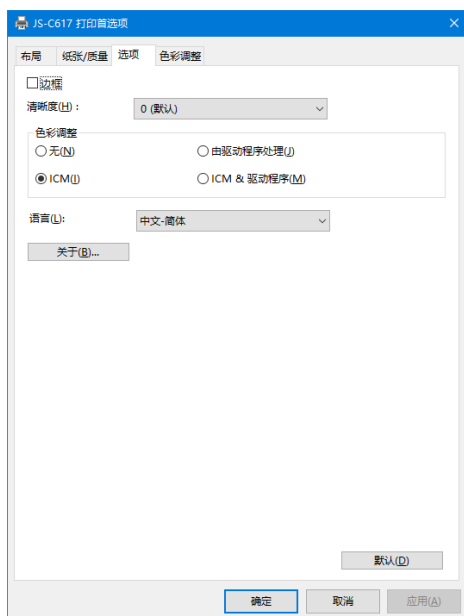 JS-C617 打印首选项
布局 纸张/质量 选项 色彩调整
边框
清晰度(H)： 0 (默认)
色彩调整
无(N) 由驱动程序处理(J)
ICM(I) ICM & 驱动程序(M)
语言(L): 中文-简体
关于(B)...
默认(D)
确定 取消 应用(A)